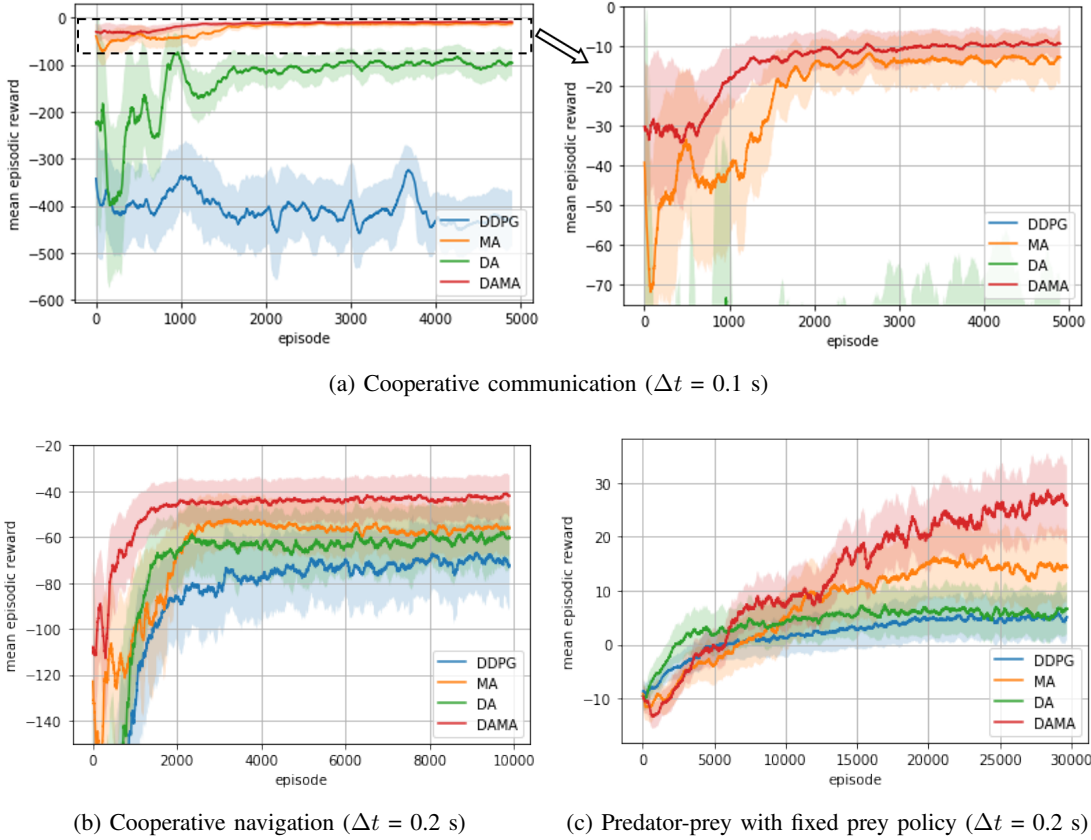 0
−100
−200
−300
−400
−500
−600
mean episodic reward
0
1000
2000
3000
4000
5000
episode
DDPG
MA
DA
DAMA
0
−10
−20
−30
−40
−50
−60
−70
mean episodic reward
0
1000
2000
3000
4000
5000
episode
DDPG
MA
DA
DAMA
(a) Cooperative communication (Δt = 0.1 s)
−20
−40
−60
−80
−100
−120
−140
mean episodic reward
0
2000
4000
6000
8000
10000
episode
DDPG
MA
DA
DAMA
30
20
10
0
−10
mean episodic reward
0
5000
10000
15000
20000
25000
30000
episode
DDPG
MA
DA
DAMA
(b) Cooperative navigation (Δt = 0.2 s)
(c) Predator-prey with fixed prey policy (Δt = 0.2 s)